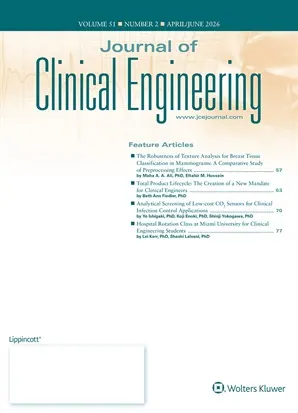 VOLUME 51 ■ NUMBER 2 ■ APRIL/JUNE 2026
Journal of
Clinical Engineering
www.jcejournal.com
Feature Articles
■ The Robustness of Texture Analysis for Breast Tissue
Classification in Mammograms: A Comparative Study
of Preprocessing Effects 57
by Maha A. A. Ali, PhD, Eltahir M. Hussein
■ Total Product Lifecycle: The Creation of a New Mandate
for Clinical Engineers 63
by Beth Ann Fiedler, PhD
■ Analytical Screening of Low-cost CO₂ Sensors for Clinical
Infection Control Applications 70
by Yo Ishigaki, PhD, Koji Enoki, PhD, Shinji Yokogawa, PhD
■ Hospital Rotation Class at Miami University for Clinical
Engineering Students 77
by Lei Kerr, PhD, Shashi Lalvani, PhD
Lippincott®
Wolters Kluwer